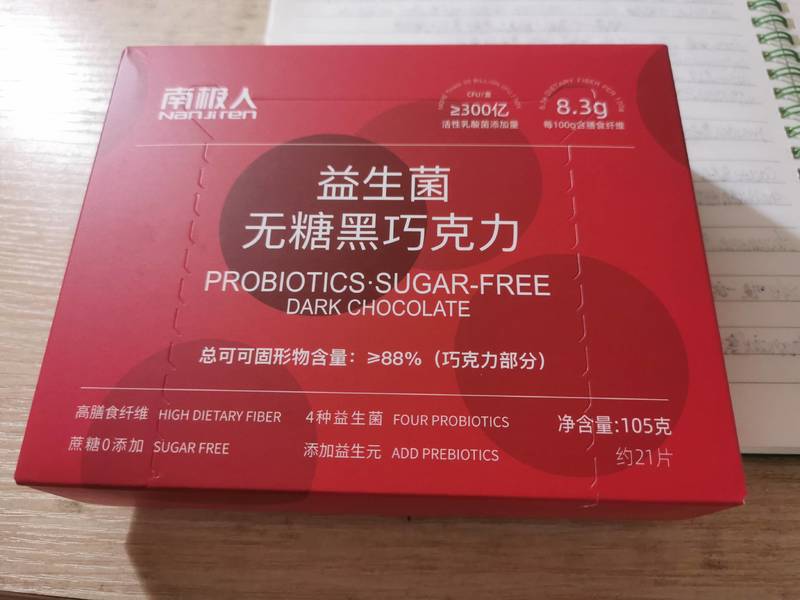 南极人
Nanjiren
CFU/盒
≥300亿
活性乳酸菌添加量
8.3g
每100g含膳食纤维
益生菌
无糖黑巧克力
PROBIOTICS·SUGAR-FREE
DARK CHOCOLATE
总可可固形物含量：≥88%（巧克力部分）
高膳食纤维 HIGH DIETARY FIBER
4种益生菌 FOUR PROBIOTICS
净含量:105克
蔗糖0添加 SUGAR FREE
添加益生元 ADD PREBIOTICS
约21片